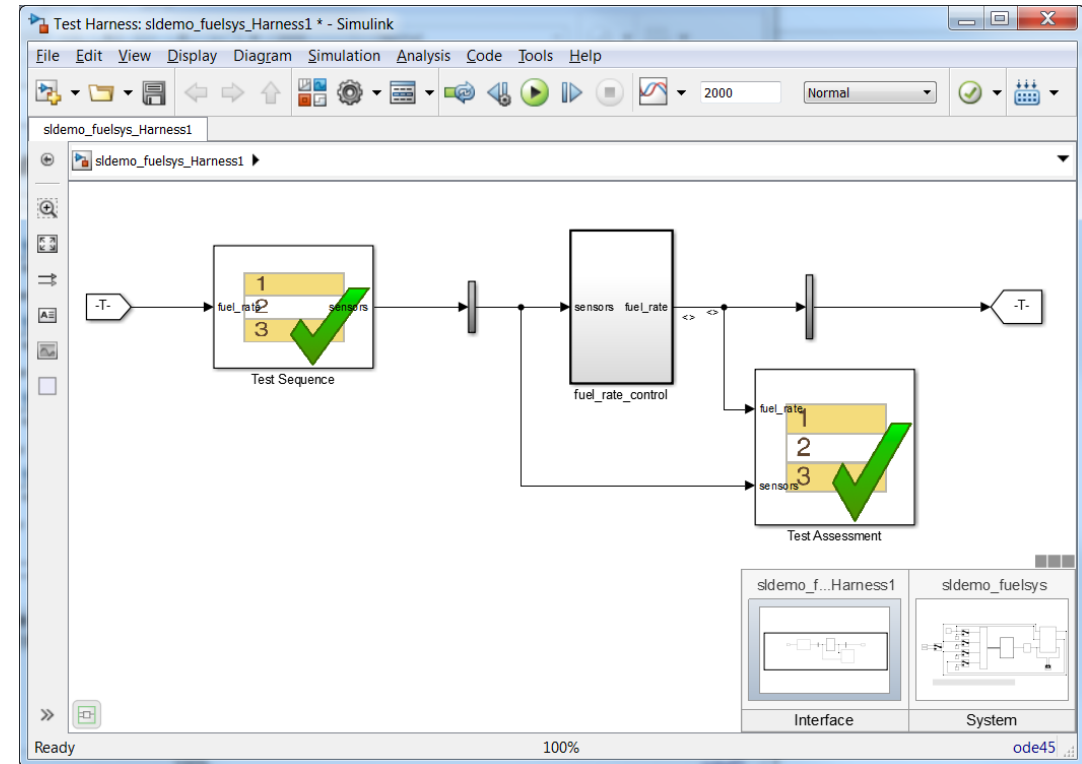 Test Harness: sldemo_fuelsys_Harness1 * - Simulink
File Edit View Display Diagram Simulation Analysis Code Tools Help
2000 Normal
sldemo_fuelsys_Harness1
sldemo_fuelsys_Harness1
-T-
fuel_rate
1
2
3
sensors
Test Sequence
sensors fuel_rate
<> <>
fuel_rate_control
-T-
fuel_rate
sensors
1
2
3
Test Assessment
sldemo_f...Harness1 sldemo_fuelsys
Interface System
Ready 100% ode45